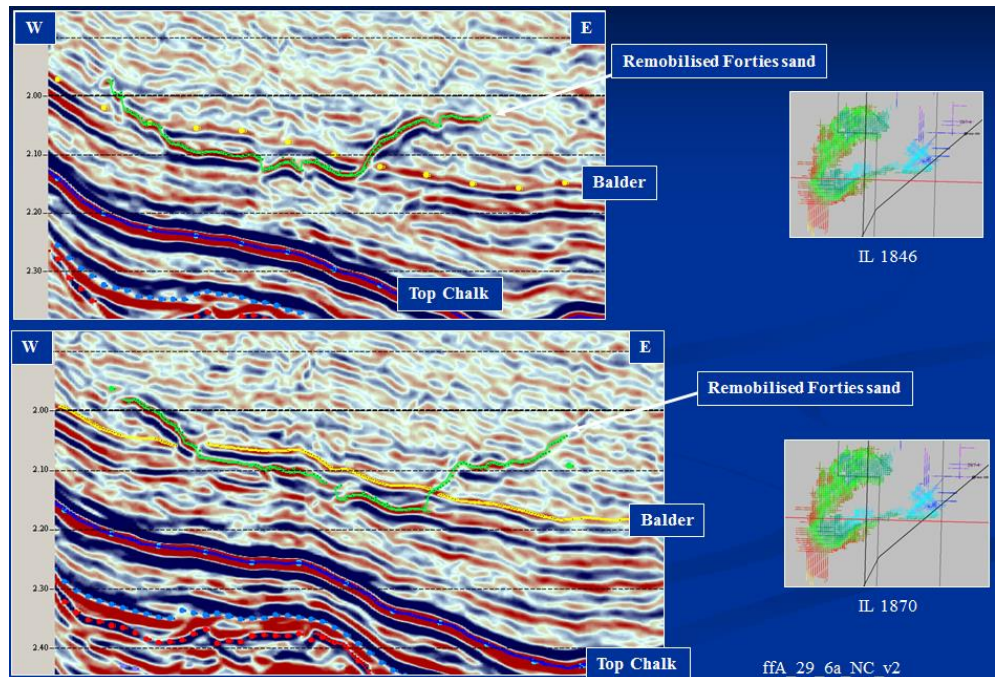 W
E
Remobilised Forties sand
2.00
2.10
Balder
2.20
IL 1846
2.30
Top Chalk
W
E
Remobilised Forties sand
2.00
2.10
Balder
2.20
2.30
IL 1870
2.40
Top Chalk
ffA_29_6a_NC_v2